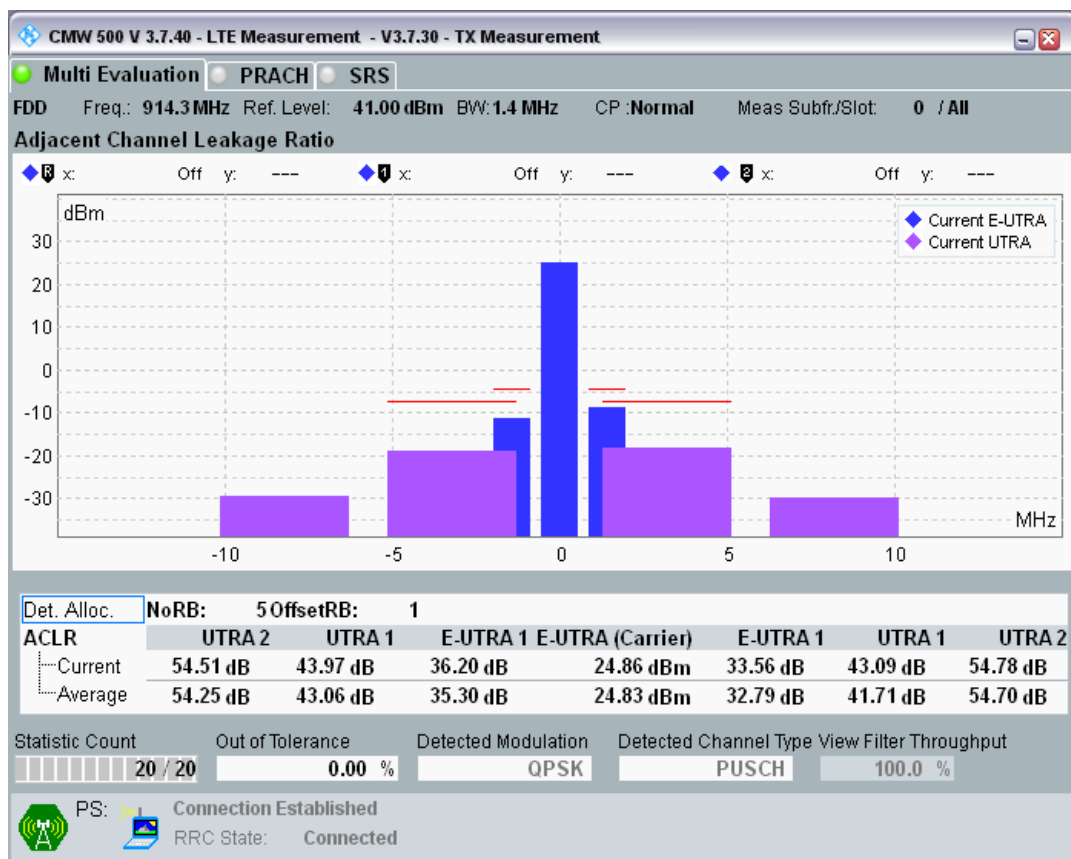 CMW 500 V 3.7.40 - LTE Measurement - V3.7.30 - TX Measurement
Multi Evaluation PRACH SRS
FDD Freq.: 914.3 MHz Ref. Level: 41.00 dBm BW: 1.4 MHz CP :Normal Meas Subfr./Slot: 0 / All
Adjacent Channel Leakage Ratio
R x: Off y: --- 1 x: Off y: --- 2 x: Off y: ---
dBm
Current E-UTRA
Current UTRA
30
20
10
0
-10
-20
-30
MHz
-10 -5 0 5 10
Det. Alloc. NoRB: 5 OffsetRB: 1
ACLR UTRA 2 UTRA 1 E-UTRA 1 E-UTRA (Carrier) E-UTRA 1 UTRA 1 UTRA 2
Current 54.51 dB 43.97 dB 36.20 dB 24.86 dBm 33.56 dB 43.09 dB 54.78 dB
Average 54.25 dB 43.06 dB 35.30 dB 24.83 dBm 32.79 dB 41.71 dB 54.70 dB
Statistic Count Out of Tolerance Detected Modulation Detected Channel Type View Filter Throughput
20 / 20 0.00 % QPSK PUSCH 100.0 %
PS: Connection Established
RRC State: Connected